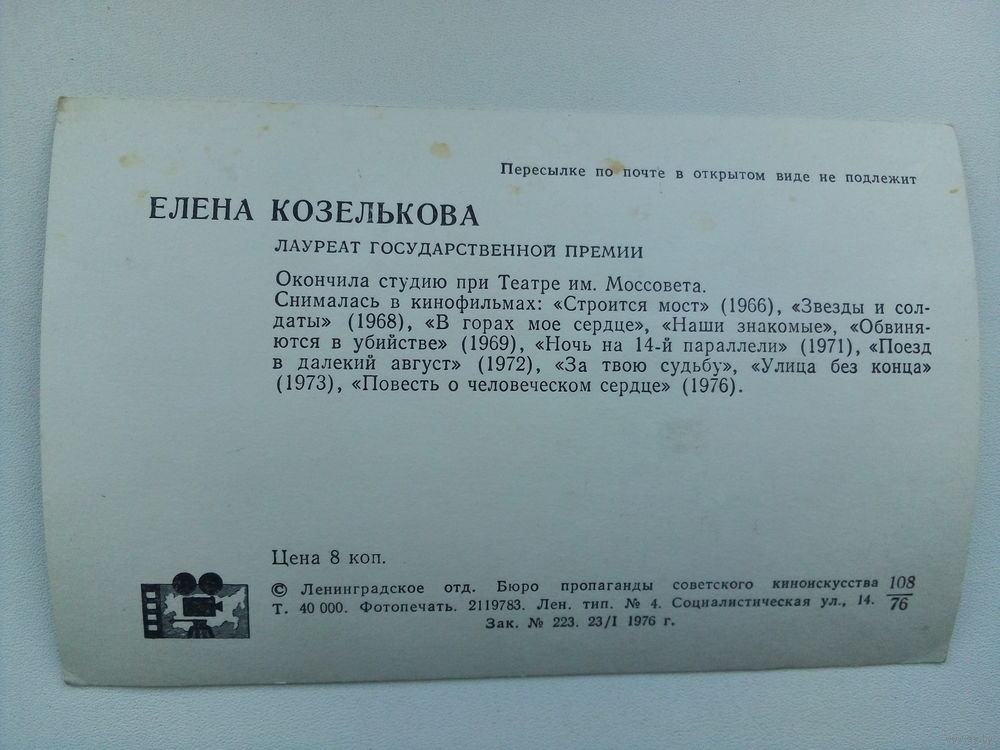 Пересылке по почте в открытом виде не подлежит
ЕЛЕНА КОЗЕЛЬКОВА
ЛАУРЕАТ ГОСУДАРСТВЕННОЙ ПРЕМИИ
Окончила студию при Театре им. Моссовета.
Снималась в кинофильмах: «Строится мост» (1966), «Звезды и сол-
даты» (1968), «В горах мое сердце», «Наши знакомые», «Обвиня-
ются в убийстве» (1969), «Ночь на 14-й параллели» (1971), «Поезд
в далекий август» (1972), «За твою судьбу», «Улица без конца»
(1973), «Повесть о человеческом сердце» (1976).
Цена 8 коп.
© Ленинградское отд. Бюро пропаганды советского киноискусства 108
Т. 40 000. Фотопечать. 2119783. Лен. тип. № 4. Социалистическая ул., 14. 76
Зак. № 223. 23/I 1976 г.